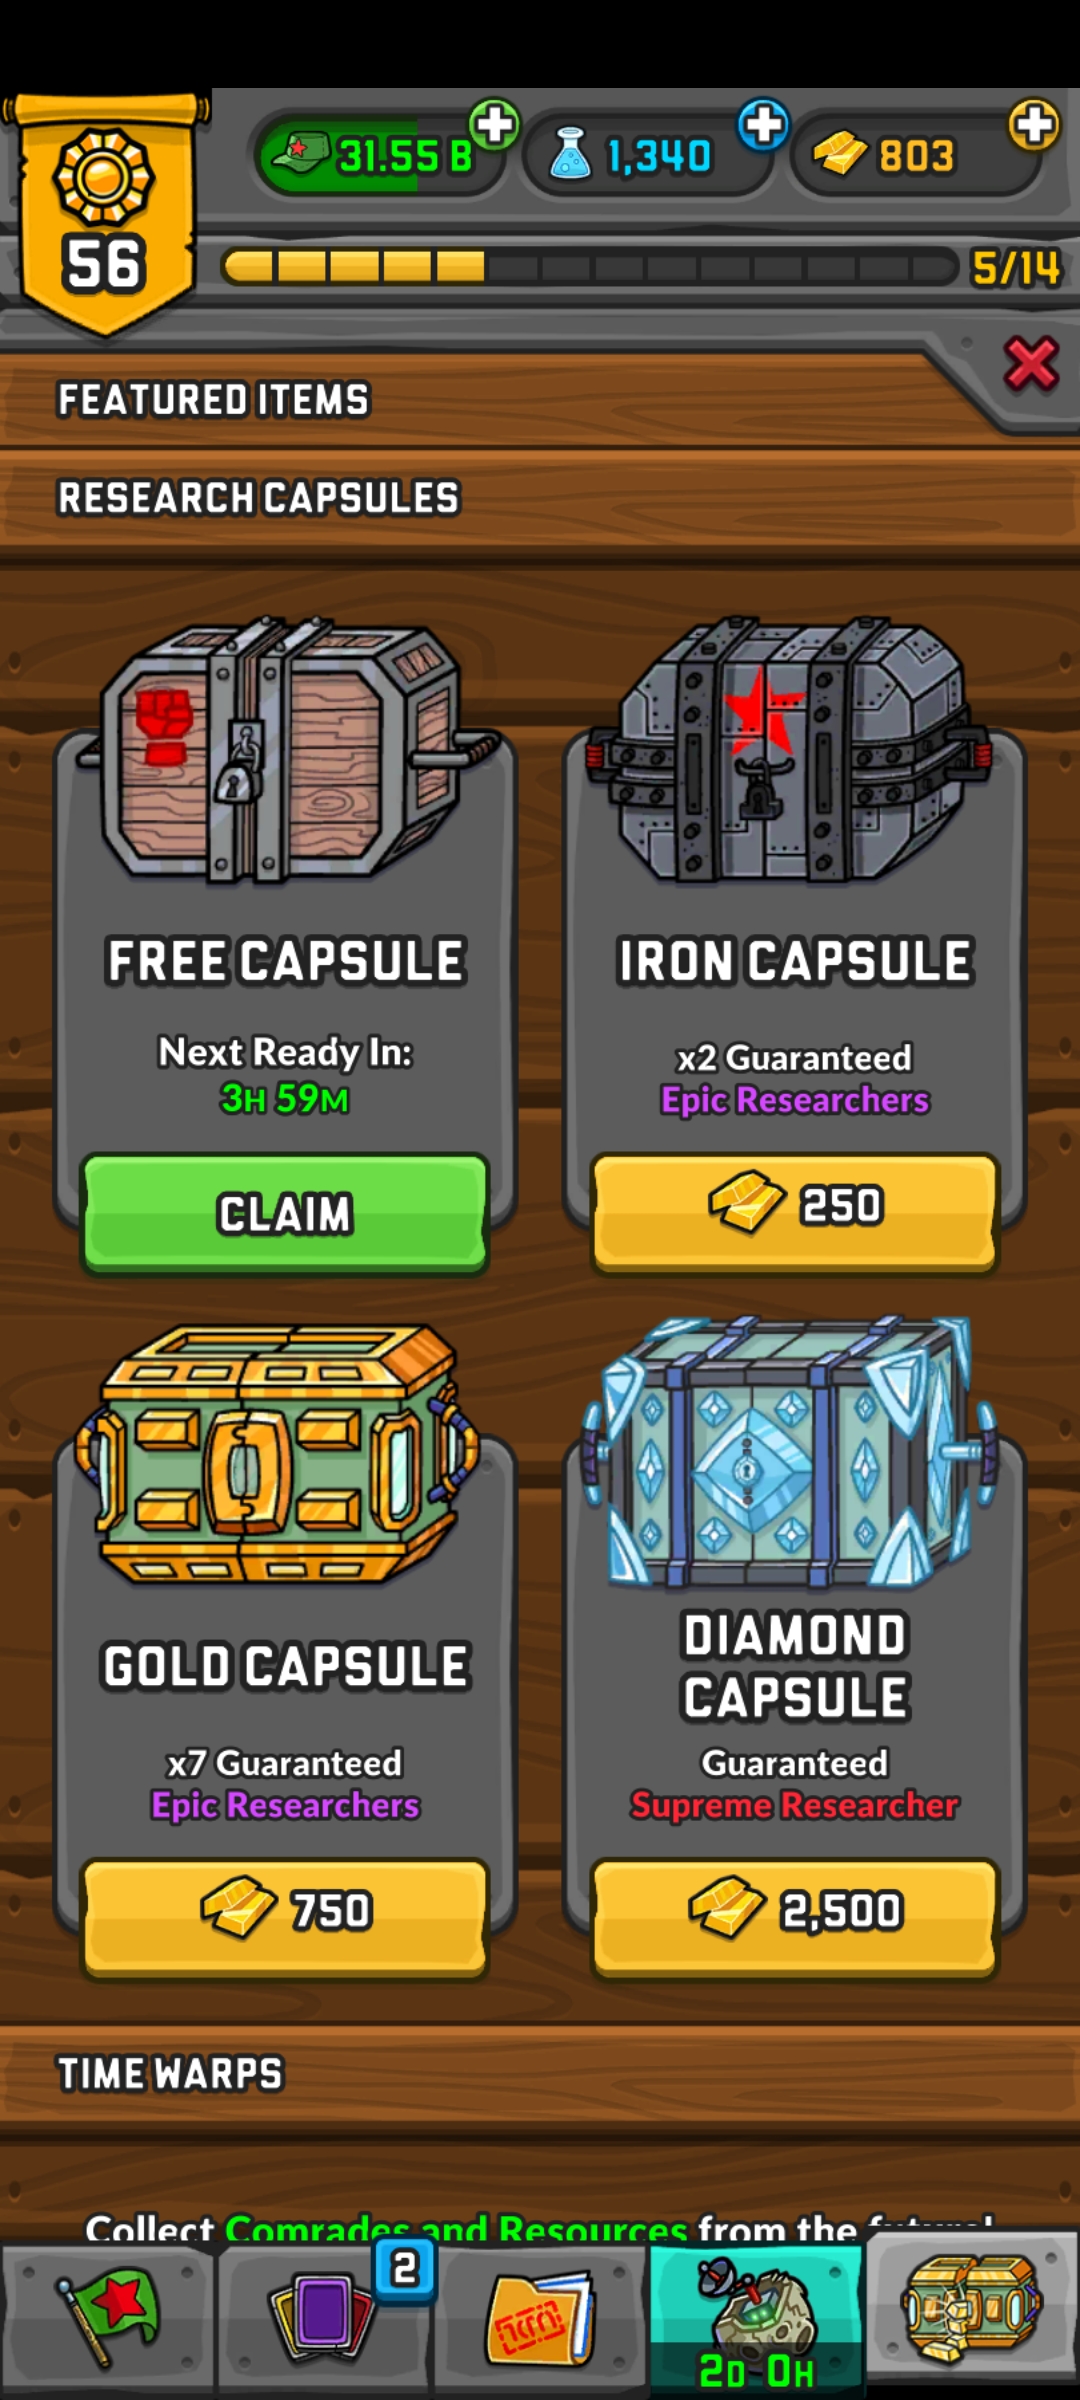 31.55 B
1,340
803
56
5/14
FEATURED ITEMS
RESEARCH CAPSULES
FREE CAPSULE
Next Ready In:
3H 59M
CLAIM
IRON CAPSULE
x2 Guaranteed
Epic Researchers
250
GOLD CAPSULE
x7 Guaranteed
Epic Researchers
750
DIAMOND
CAPSULE
Guaranteed
Supreme Researcher
2,500
TIME WARPS
Collect Comrades and Resources from the future!
2
2D 0H